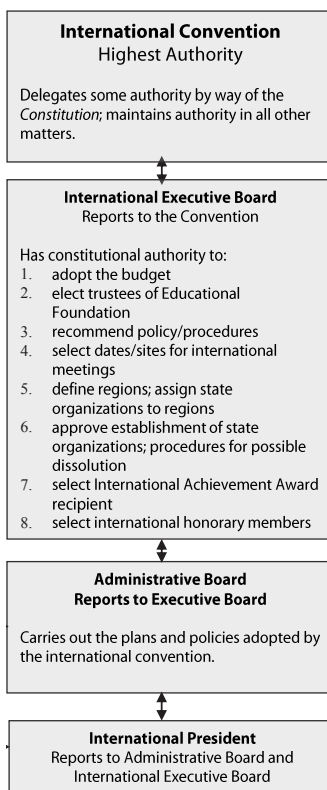 International Convention
Highest Authority
Delegates some authority by way of the
Constitution; maintains authority in all other
matters.
International Executive Board
Reports to the Convention
Has constitutional authority to:
1. adopt the budget
2. elect trustees of Educational
Foundation
3. recommend policy/procedures
4. select dates/sites for international
meetings
5. define regions; assign state
organizations to regions
6. approve establishment of state
organizations; procedures for possible
dissolution
7. select International Achievement Award
recipient
8. select international honorary members
Administrative Board
Reports to Executive Board
Carries out the plans and policies adopted by
the international convention.
International President
Reports to Administrative Board and
International Executive Board